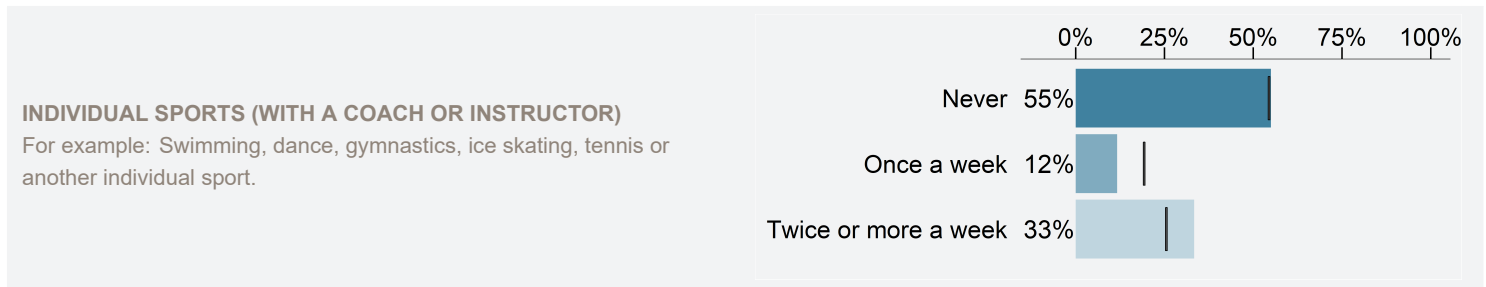 INDIVIDUAL SPORTS (WITH A COACH OR INSTRUCTOR)
For example: Swimming, dance, gymnastics, ice skating, tennis or
another individual sport.
0% 25% 50% 75% 100%
Never 55%
Once a week 12%
Twice or more a week 33%